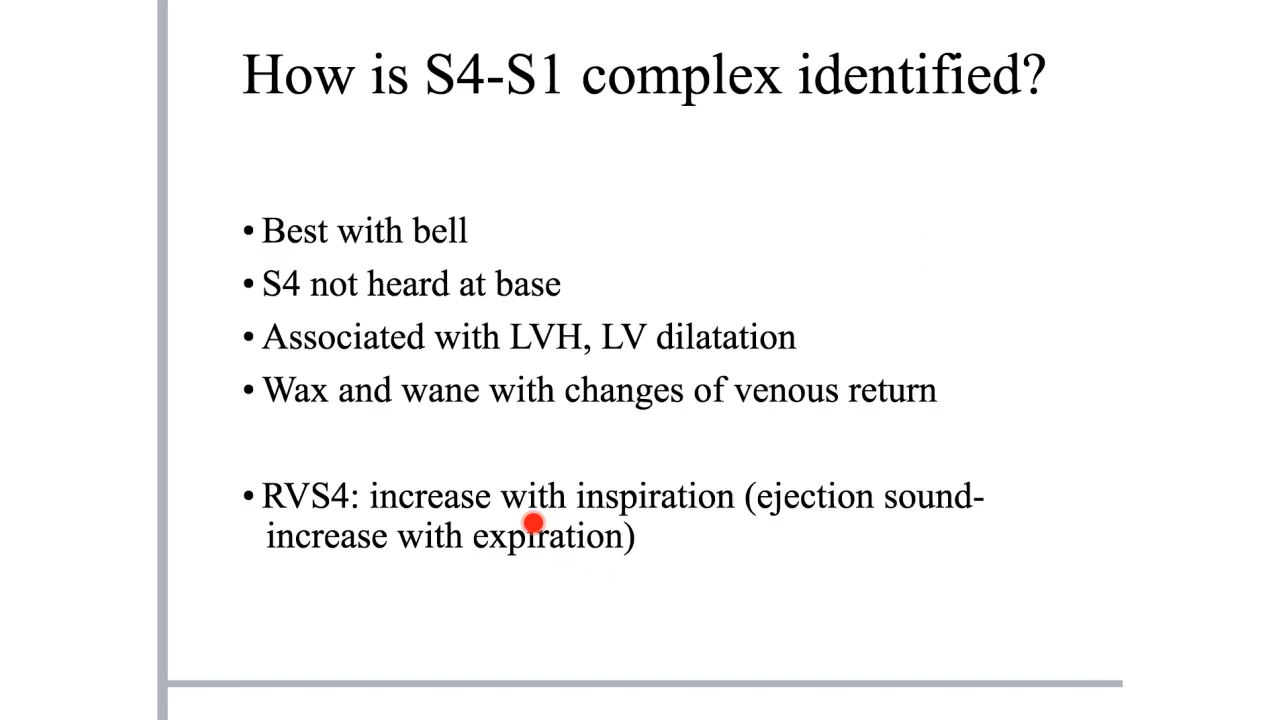 How is S4-S1 complex identified?
• Best with bell
• S4 not heard at base
• Associated with LVH, LV dilatation
• Wax and wane with changes of venous return
• RVS4: increase with inspiration (ejection sound-
increase with expiration)